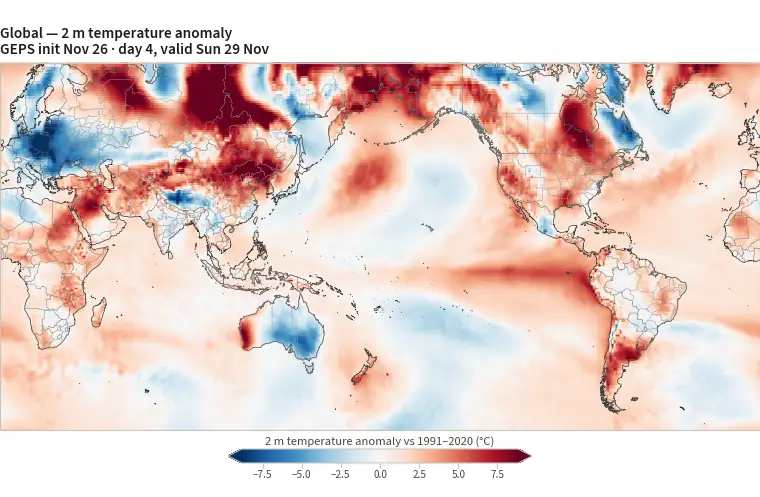 Global — 2 m temperature anomaly
GEPS init Nov 26 · day 4, valid Sun 29 Nov
2 m temperature anomaly vs 1991–2020 (°C)
−7.5 −5.0 −2.5 0.0 2.5 5.0 7.5